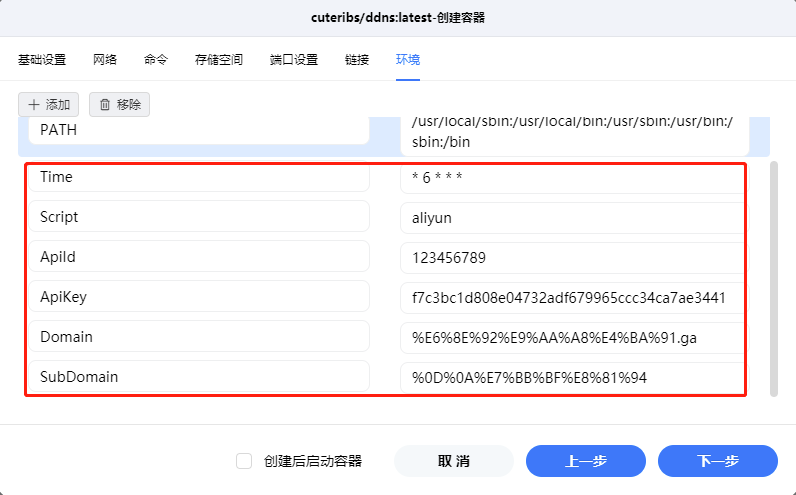 cuteribs/ddns:latest-创建容器
基础设置 网络 命令 存储空间 端口设置 链接 环境
添加 移除
PATH /usr/local/sbin:/usr/local/bin:/usr/sbin:/usr/bin:/
sbin:/bin
Time * 6 * * *
Script aliyun
ApiId 123456789
ApiKey f7c3bc1d808e04732adf679965ccc34ca7ae3441
Domain %E6%8E%92%E9%AA%A8%E4%BA%91.ga
SubDomain %0D%0A%E7%BB%BF%E8%81%94
创建后启动容器 取 消 上一步 下一步